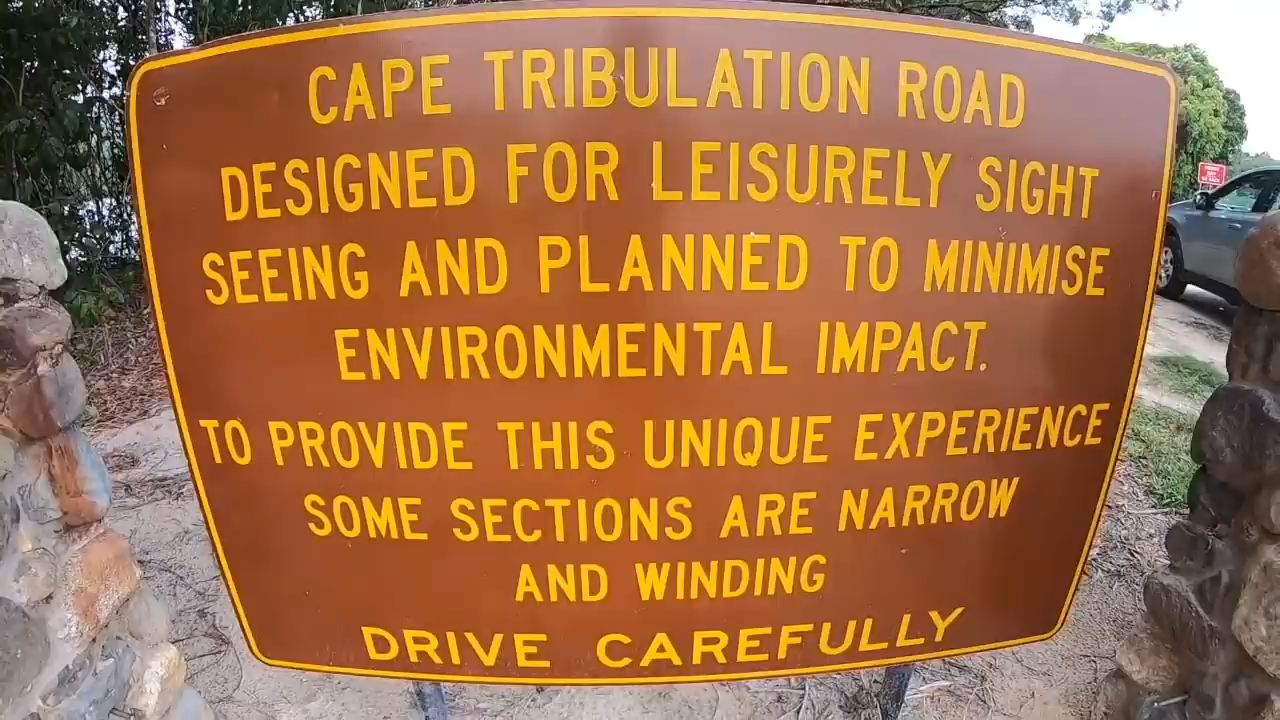 CAPE TRIBULATION ROAD
DESIGNED FOR LEISURELY SIGHT
SEEING AND PLANNED TO MINIMISE
ENVIRONMENTAL IMPACT.
TO PROVIDE THIS UNIQUE EXPERIENCE
SOME SECTIONS ARE NARROW
AND WINDING
DRIVE CAREFULLY